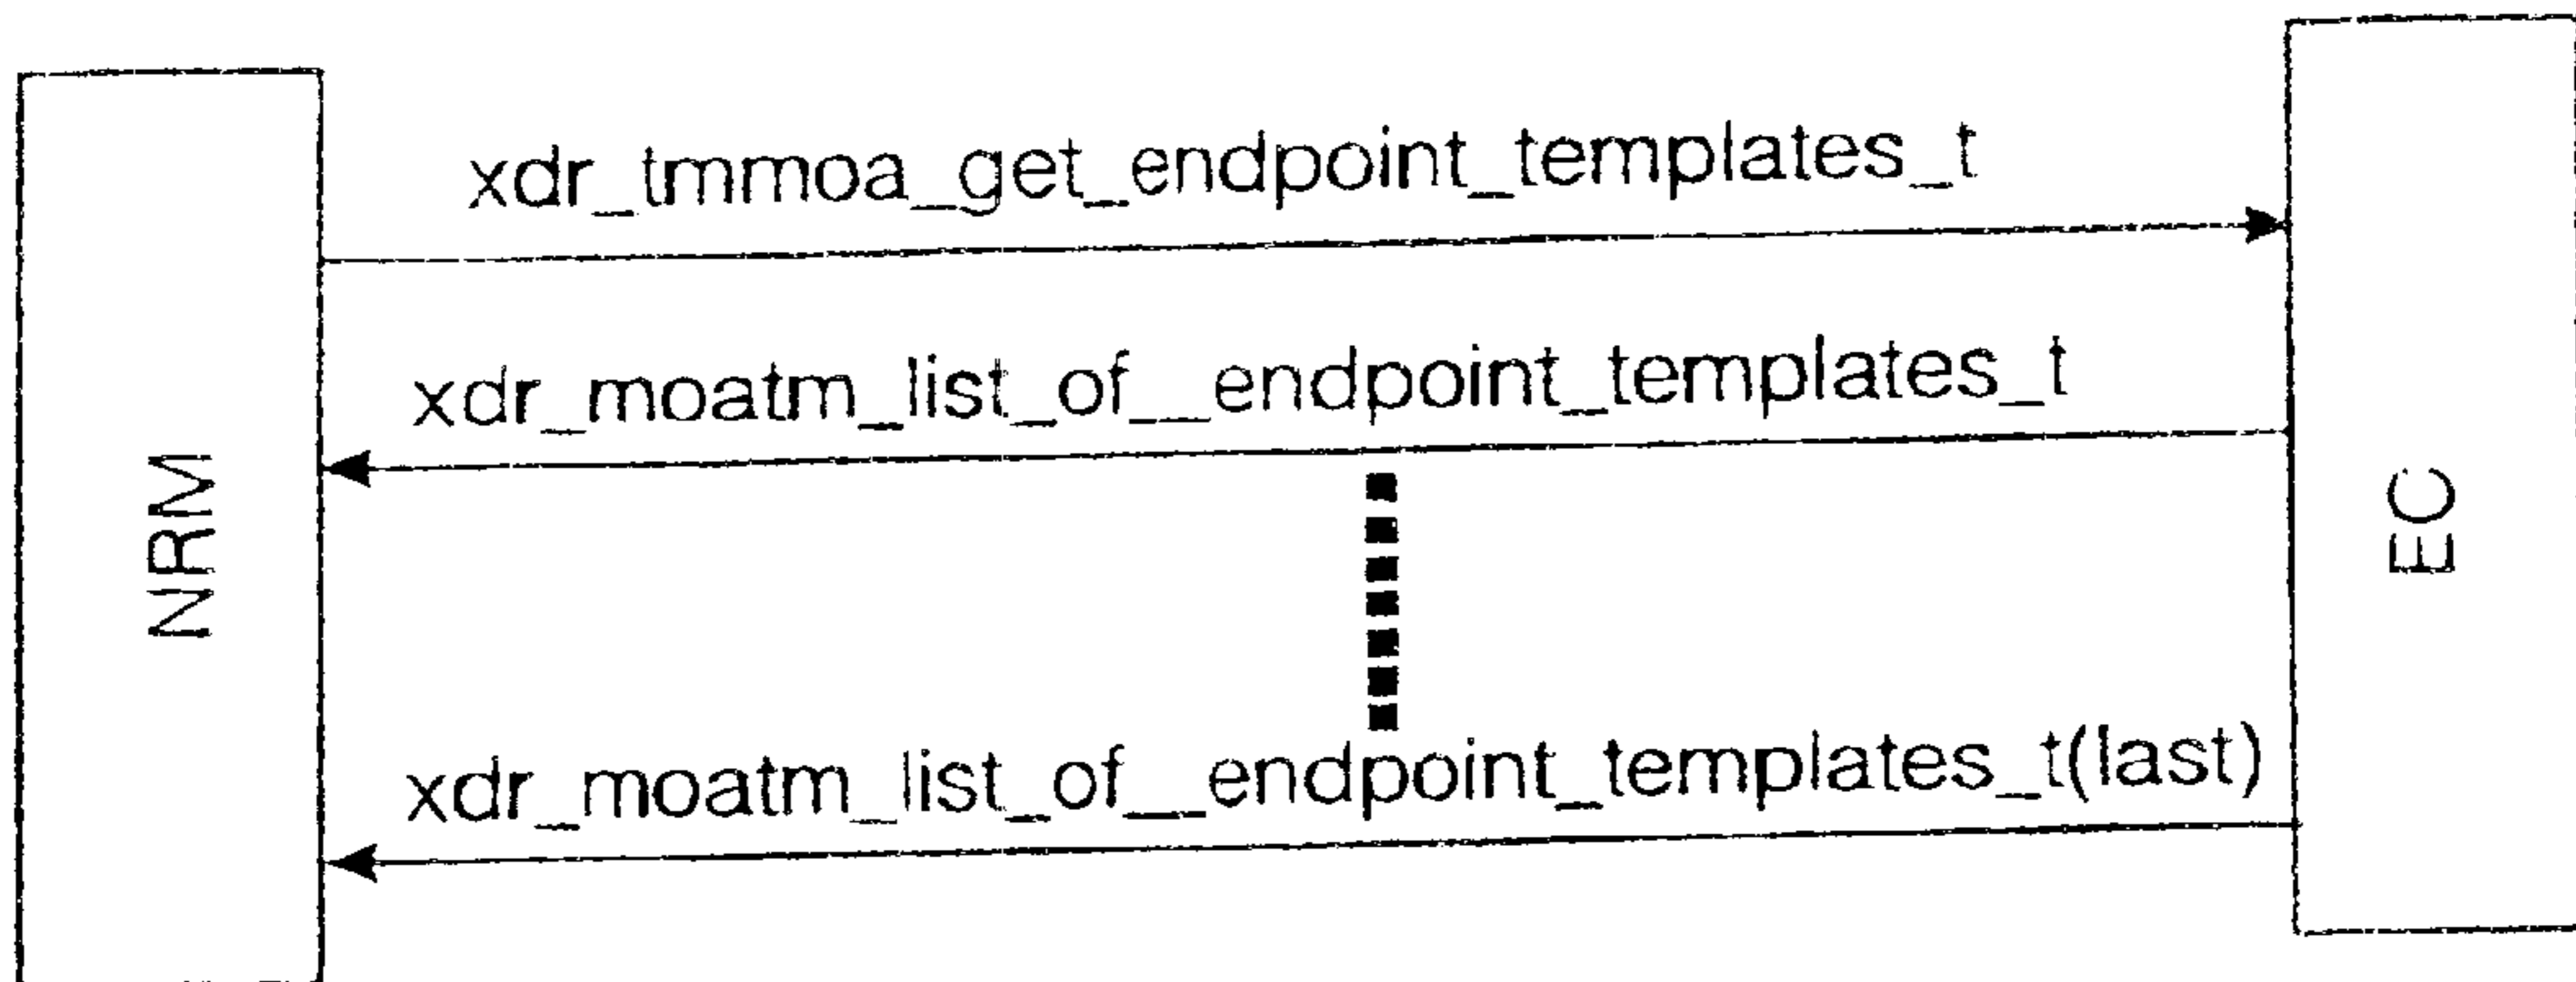 xdr_tmmoa_get_endpoint_templates_t
xdr_moatm_list_of__endpoint_templates_t
NRM
EC
xdr_moatm_list_of__endpoint_templates_t(last)